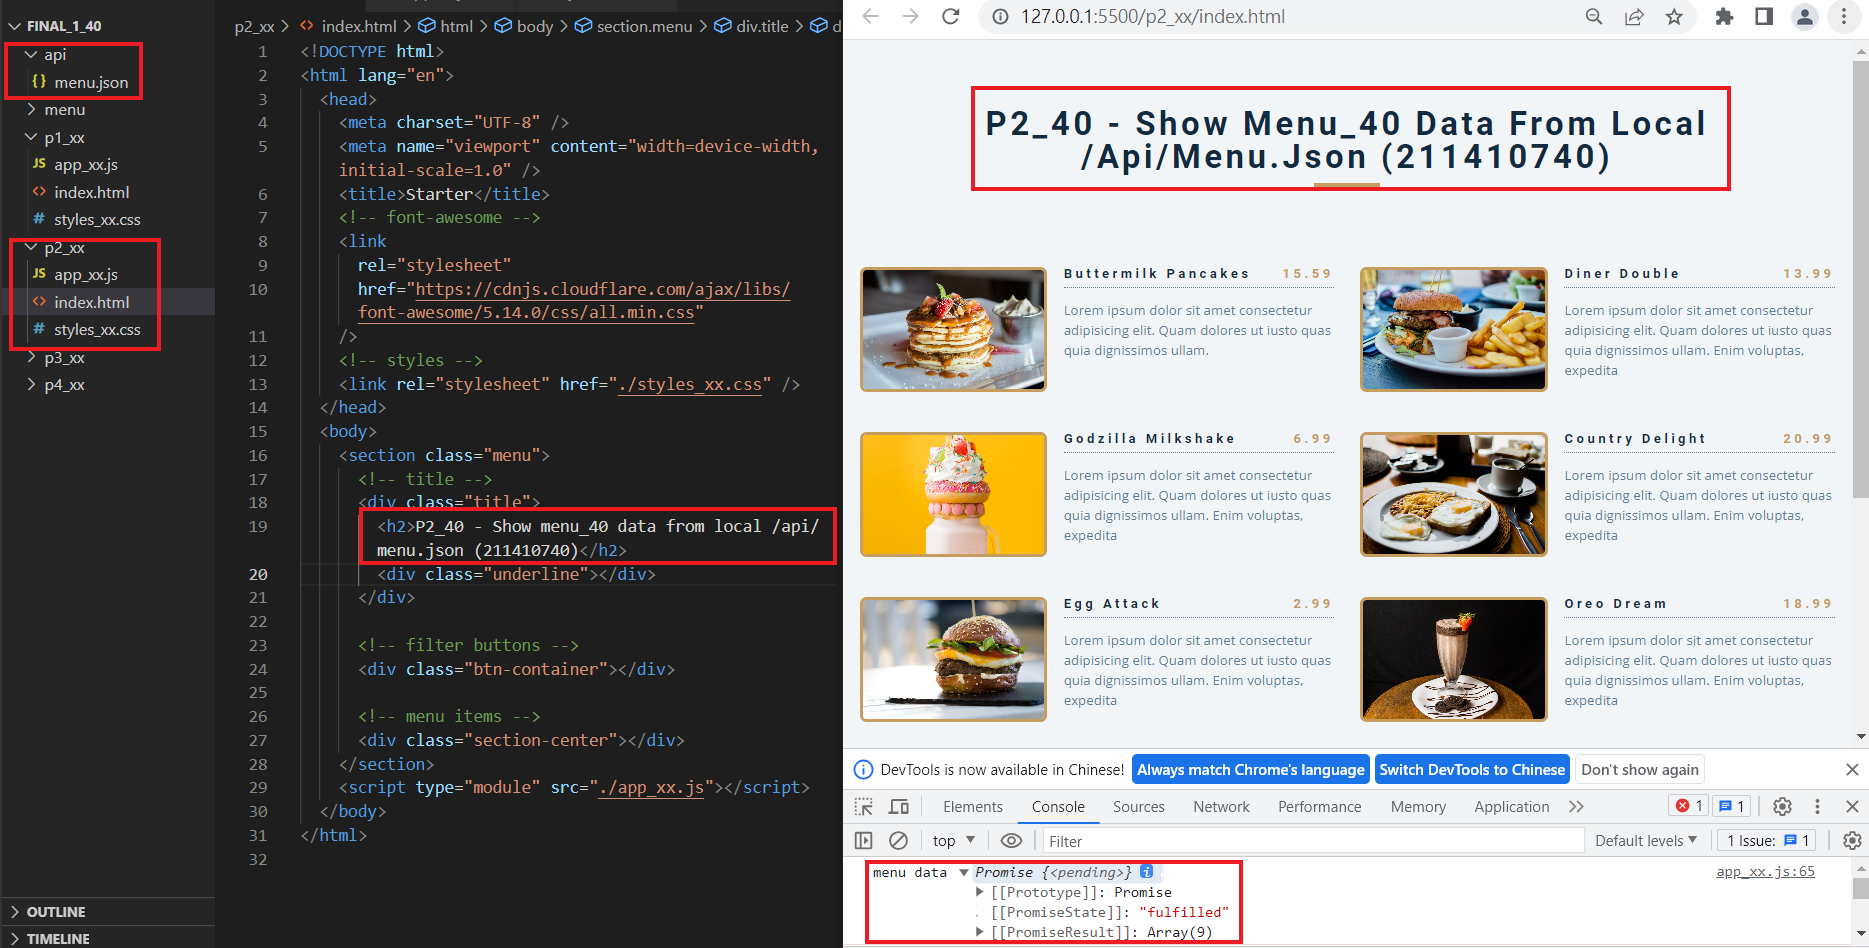 FINAL_1_40
api
{} menu.json
menu
p1_xx
JS app_xx.js
<> index.html
# styles_xx.css
p2_xx
JS app_xx.js
<> index.html
# styles_xx.css
p3_xx
p4_xx
OUTLINE
TIMELINE
p2_xx > <> index.html > html > body > section.menu > div.title > d
1 <!DOCTYPE html>
2 <html lang="en">
3 <head>
4 <meta charset="UTF-8" />
5 <meta name="viewport" content="width=device-width,
initial-scale=1.0" />
6 <title>Starter</title>
7 <!-- font-awesome -->
8 <link
9 rel="stylesheet"
10 href="https://cdnjs.cloudflare.com/ajax/libs/
font-awesome/5.14.0/css/all.min.css"
11 />
12 <!-- styles -->
13 <link rel="stylesheet" href="./styles_xx.css" />
14 </head>
15 <body>
16 <section class="menu">
17 <!-- title -->
18 <div class="title">
19 <h2>P2_40 - Show menu_40 data from local /api/
menu.json (211410740)</h2>
20 <div class="underline"></div>
21 </div>
22
23 <!-- filter buttons -->
24 <div class="btn-container"></div>
25
26 <!-- menu items -->
27 <div class="section-center"></div>
28 </section>
29 <script type="module" src="./app_xx.js"></script>
30 </body>
31 </html>
32
127.0.0.1:5500/p2_xx/index.html
P2_40 - Show Menu_40 Data From Local
/Api/Menu.Json (211410740)
Buttermilk Pancakes 15.59
Lorem ipsum dolor sit amet consectetur
adipisicing elit. Quam dolores ut iusto quas
quia dignissimos ullam.
Diner Double 13.99
Lorem ipsum dolor sit amet consectetur
adipisicing elit. Quam dolores ut iusto quas
quia dignissimos ullam. Enim voluptas,
expedita
Godzilla Milkshake 6.99
Lorem ipsum dolor sit amet consectetur
adipisicing elit. Quam dolores ut iusto quas
quia dignissimos ullam. Enim voluptas,
expedita
Country Delight 20.99
Lorem ipsum dolor sit amet consectetur
adipisicing elit. Quam dolores ut iusto quas
quia dignissimos ullam. Enim voluptas,
expedita
Egg Attack 2.99
Lorem ipsum dolor sit amet consectetur
adipisicing elit. Quam dolores ut iusto quas
quia dignissimos ullam. Enim voluptas,
expedita
Oreo Dream 18.99
Lorem ipsum dolor sit amet consectetur
adipisicing elit. Quam dolores ut iusto quas
quia dignissimos ullam. Enim voluptas,
expedita
DevTools is now available in Chinese! Always match Chrome's language Switch DevTools to Chinese Don't show again
Elements Console Sources Network Performance Memory Application 1 1
top Filter Default levels 1 Issue: 1
menu data Promise {<pending>} i app_xx.js:65
[[Prototype]]: Promise
[[PromiseState]]: "fulfilled"
[[PromiseResult]]: Array(9)